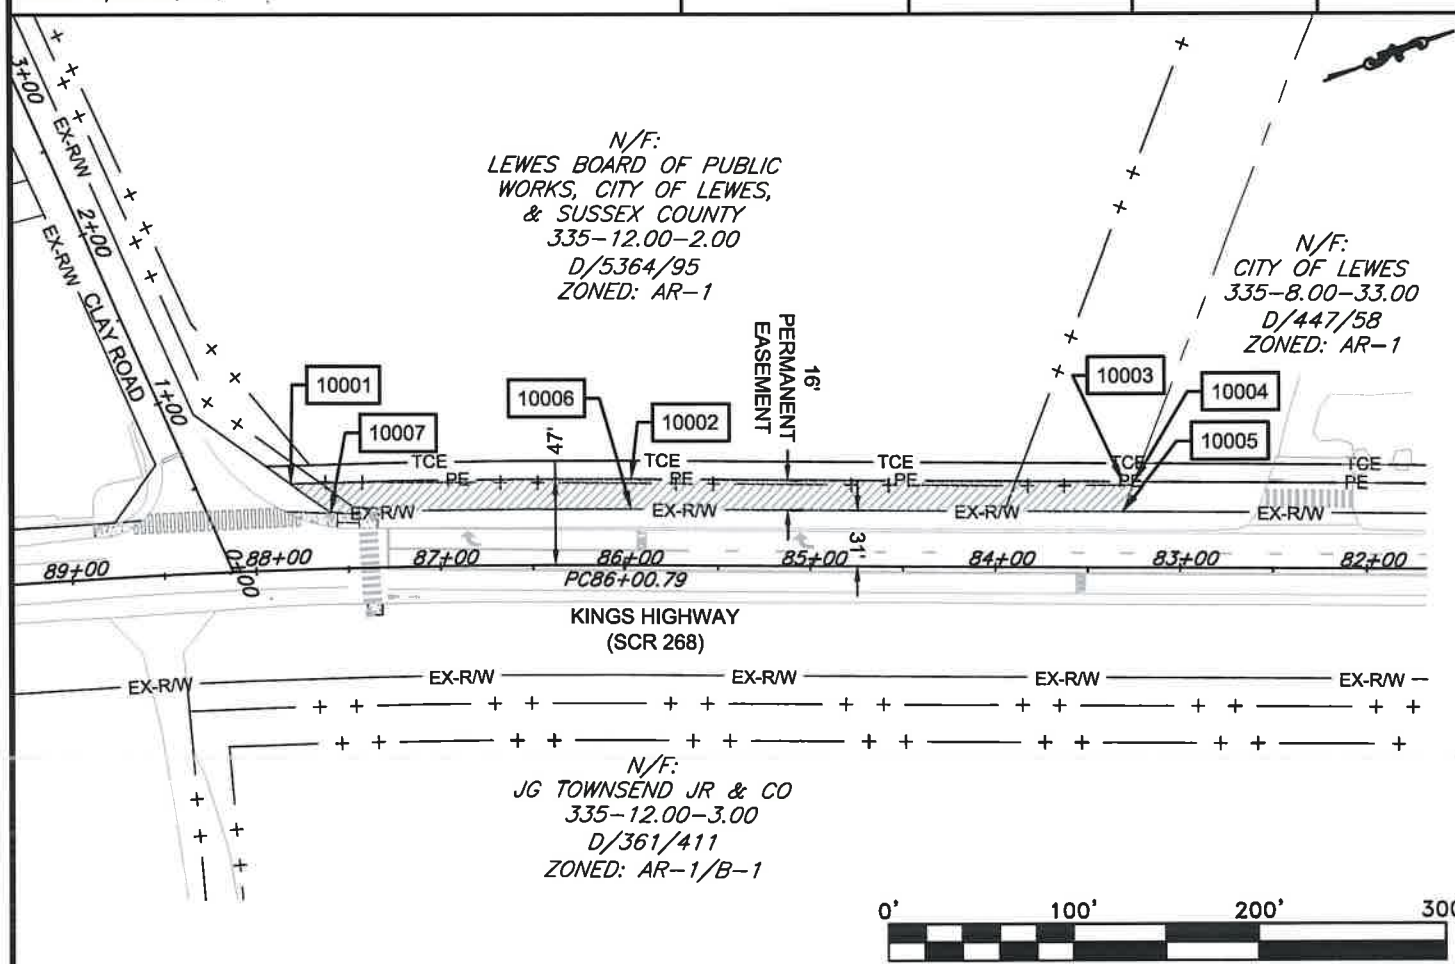 3+00
EX-R/W
2+00
EX-R/W
CLAY ROAD
1+00
0+00
N/F:
LEWES BOARD OF PUBLIC
WORKS, CITY OF LEWES,
& SUSSEX COUNTY
335-12.00-2.00
D/5364/95
ZONED: AR-1
N/F:
CITY OF LEWES
335-8.00-33.00
D/447/58
ZONED: AR-1
16'
PERMANENT
EASEMENT
10001
10007
10006
10002
10003
10004
10005
47'
TCE TCE TCE TCE TCE
PE PE PE PE PE
EX-R/W EX-R/W EX-R/W EX-R/W
31'
89+00 88+00 87+00 86+00 85+00 84+00 83+00 82+00
PC86+00.79
KINGS HIGHWAY
(SCR 268)
EX-R/W EX-R/W EX-R/W EX-R/W EX-R/W
N/F:
JG TOWNSEND JR & CO
335-12.00-3.00
D/361/411
ZONED: AR-1/B-1
0' 100' 200' 300